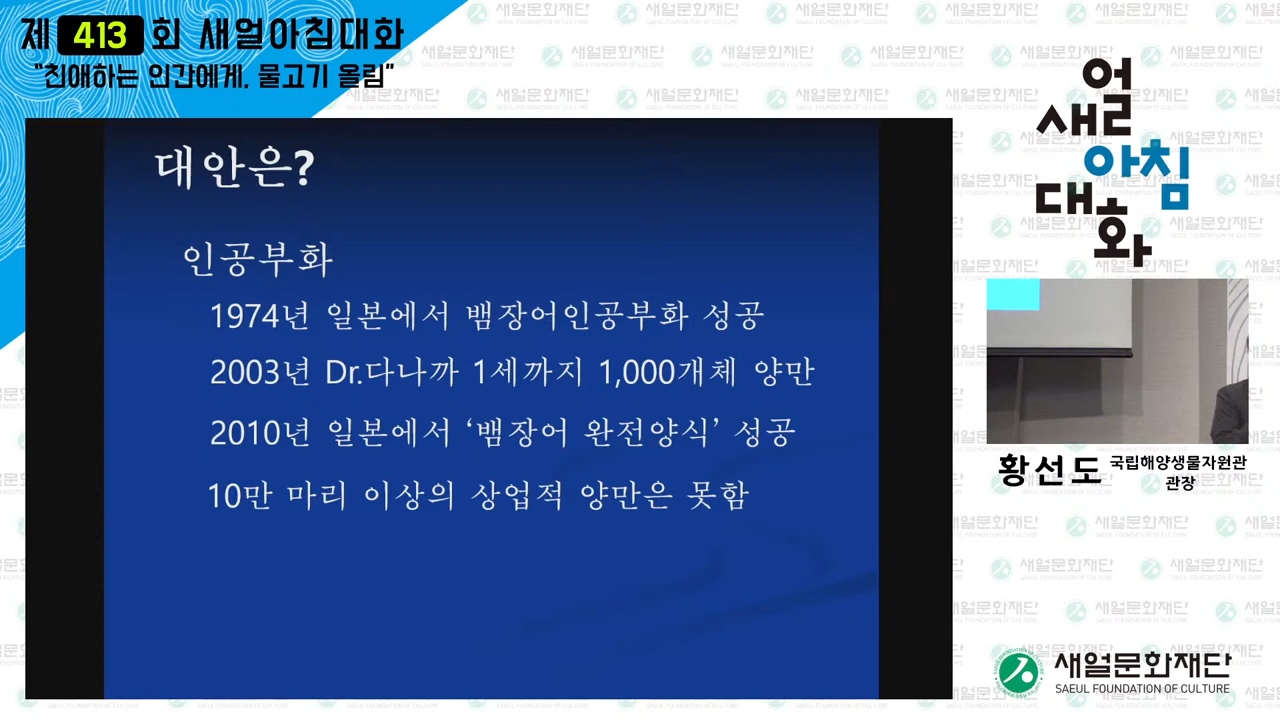 제 413 회 새얼아침대화
“친애하는 인간에게, 물고기 올림”
대안은?
인공부화
1974년 일본에서 뱀장어인공부화 성공
2003년 Dr.다나까 1세까지 1,000개체 양만
2010년 일본에서 ‘뱀장어 완전양식’ 성공
10만 마리 이상의 상업적 양만은 못함
새얼
아침
대화
황선도 국립해양생물자원관
관장
새얼문화재단
SAEUL FOUNDATION OF CULTURE